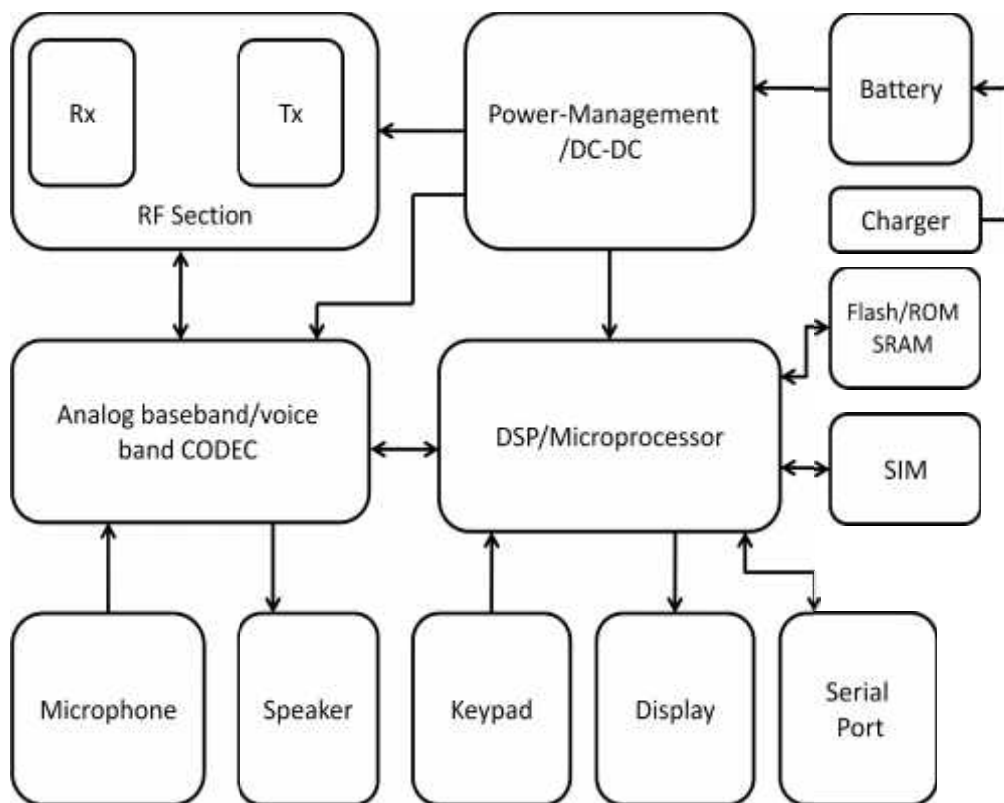 Rx
Tx
RF Section
Power-Management
/DC-DC
Battery
Charger
Flash/ROM
SRAM
Analog baseband/voice
band CODEC
DSP/Microprocessor
SIM
Microphone
Speaker
Keypad
Display
Serial
Port